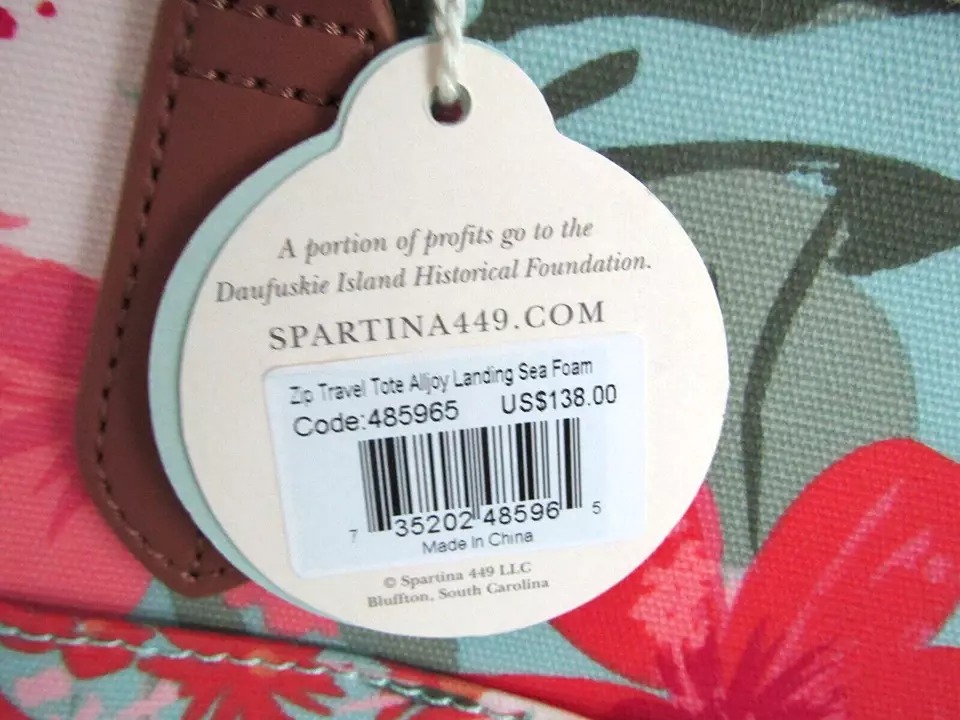 A portion of profits go to the
Daufuskie Island Historical Foundation.
SPARTINA449.COM
Zip Travel Tote Alljoy Landing Sea Foam
Code:485965 US$138.00
7 35202 48596 5
Made In China
© Spartina 449 LLC
Bluffton, South Carolina